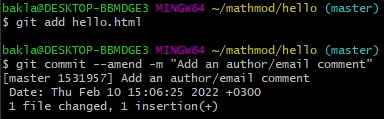 bakla@DESKTOP-BBMDGE3 MINGW64 ~/mathmod/hello (master)
$ git add hello.html
bakla@DESKTOP-BBMDGE3 MINGW64 ~/mathmod/hello (master)
$ git commit --amend -m "Add an author/email comment"
[master 1531957] Add an author/email comment
 Date: Thu Feb 10 15:06:25 2022 +0300
 1 file changed, 1 insertion(+)